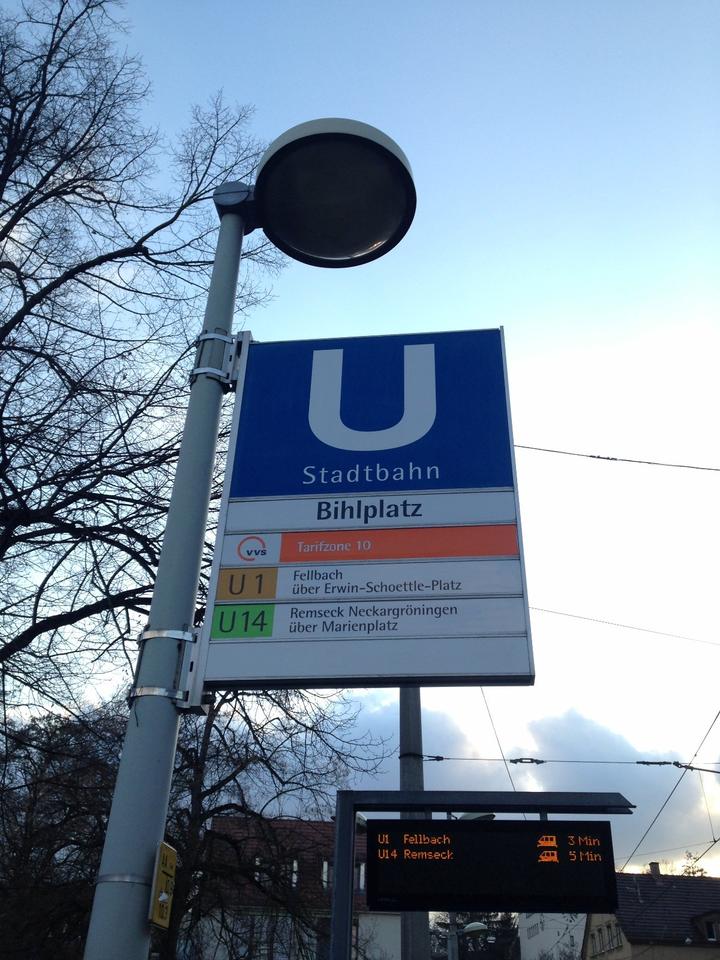 U
Stadtbahn
Bihlplatz
VVS Tarifzone 10
U1 Fellbach
über Erwin-Schoettle-Platz
U14 Remseck Neckargröningen
über Marienplatz
U1 Fellbach 3 Min
U14 Remseck 5 Min